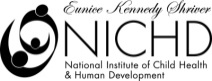 Eunice Kennedy Shriver
NICHD
National Institute of Child Health
& Human Development